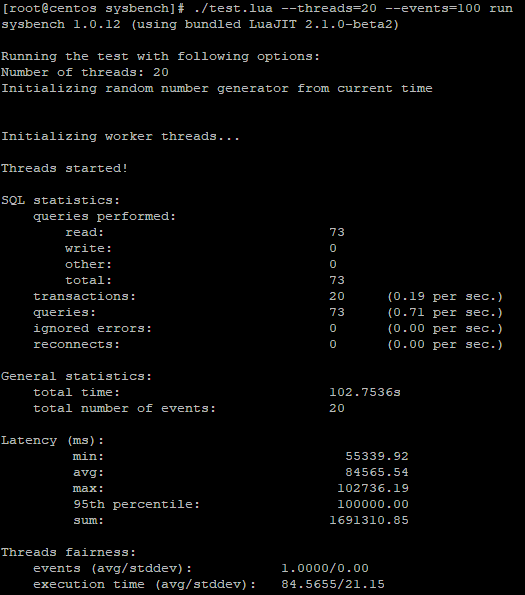 [root@centos sysbench]# ./test.lua --threads=20 --events=100 run
sysbench 1.0.12 (using bundled LuaJIT 2.1.0-beta2)
Running the test with following options:
Number of threads: 20
Initializing random number generator from current time
Initializing worker threads...
Threads started!
SQL statistics:
queries performed:
read: 73
write: 0
other: 0
total: 73
transactions: 20 (0.19 per sec.)
queries: 73 (0.71 per sec.)
ignored errors: 0 (0.00 per sec.)
reconnects: 0 (0.00 per sec.)
General statistics:
total time: 102.7536s
total number of events: 20
Latency (ms):
min: 55339.92
avg: 84565.54
max: 102736.19
95th percentile: 100000.00
sum: 1691310.85
Threads fairness:
events (avg/stddev): 1.0000/0.00
execution time (avg/stddev): 84.5655/21.15